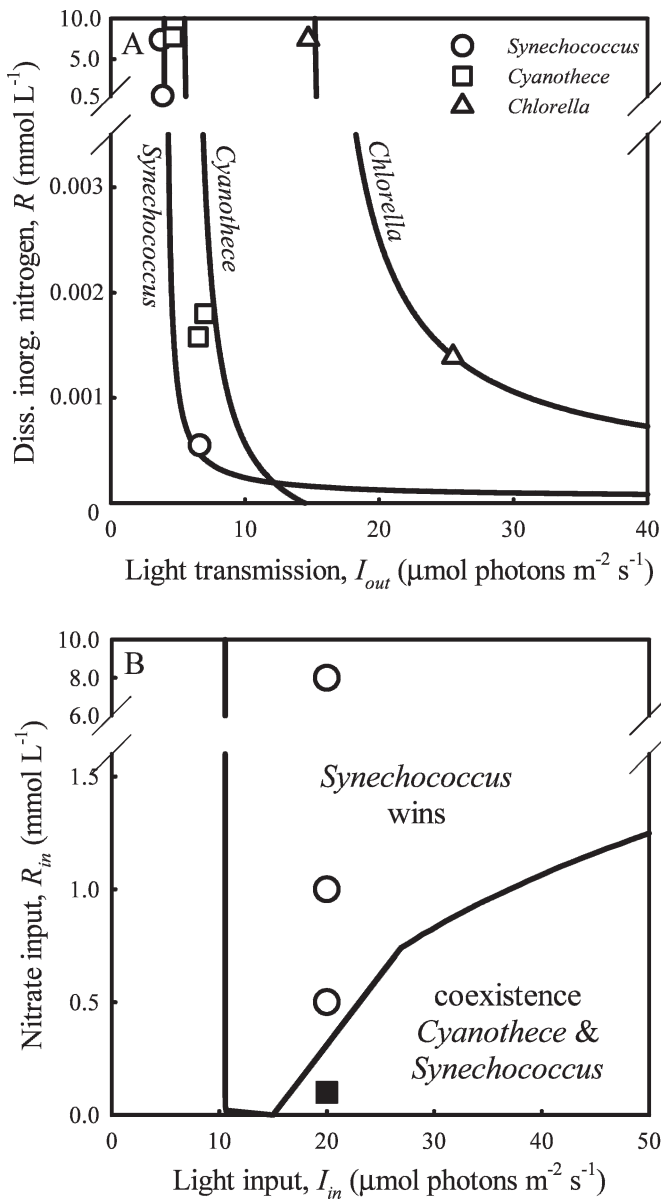 A
10.0
5.0
0.5
0.003
0.002
0.001
0
Diss. inorg. nitrogen, R (mmol L⁻¹)
Synechococcus
Cyanothece
Chlorella
Synechococcus
Cyanothece
Chlorella
0 10 20 30 40
Light transmission, Iout (μmol photons m⁻² s⁻¹)
B
10.0
8.0
6.0
1.5
1.0
0.5
0.0
Nitrate input, Rin (mmol L⁻¹)
Synechococcus
wins
coexistence
Cyanothece &
Synechococcus
0 10 20 30 40 50
Light input, Iin (μmol photons m⁻² s⁻¹)